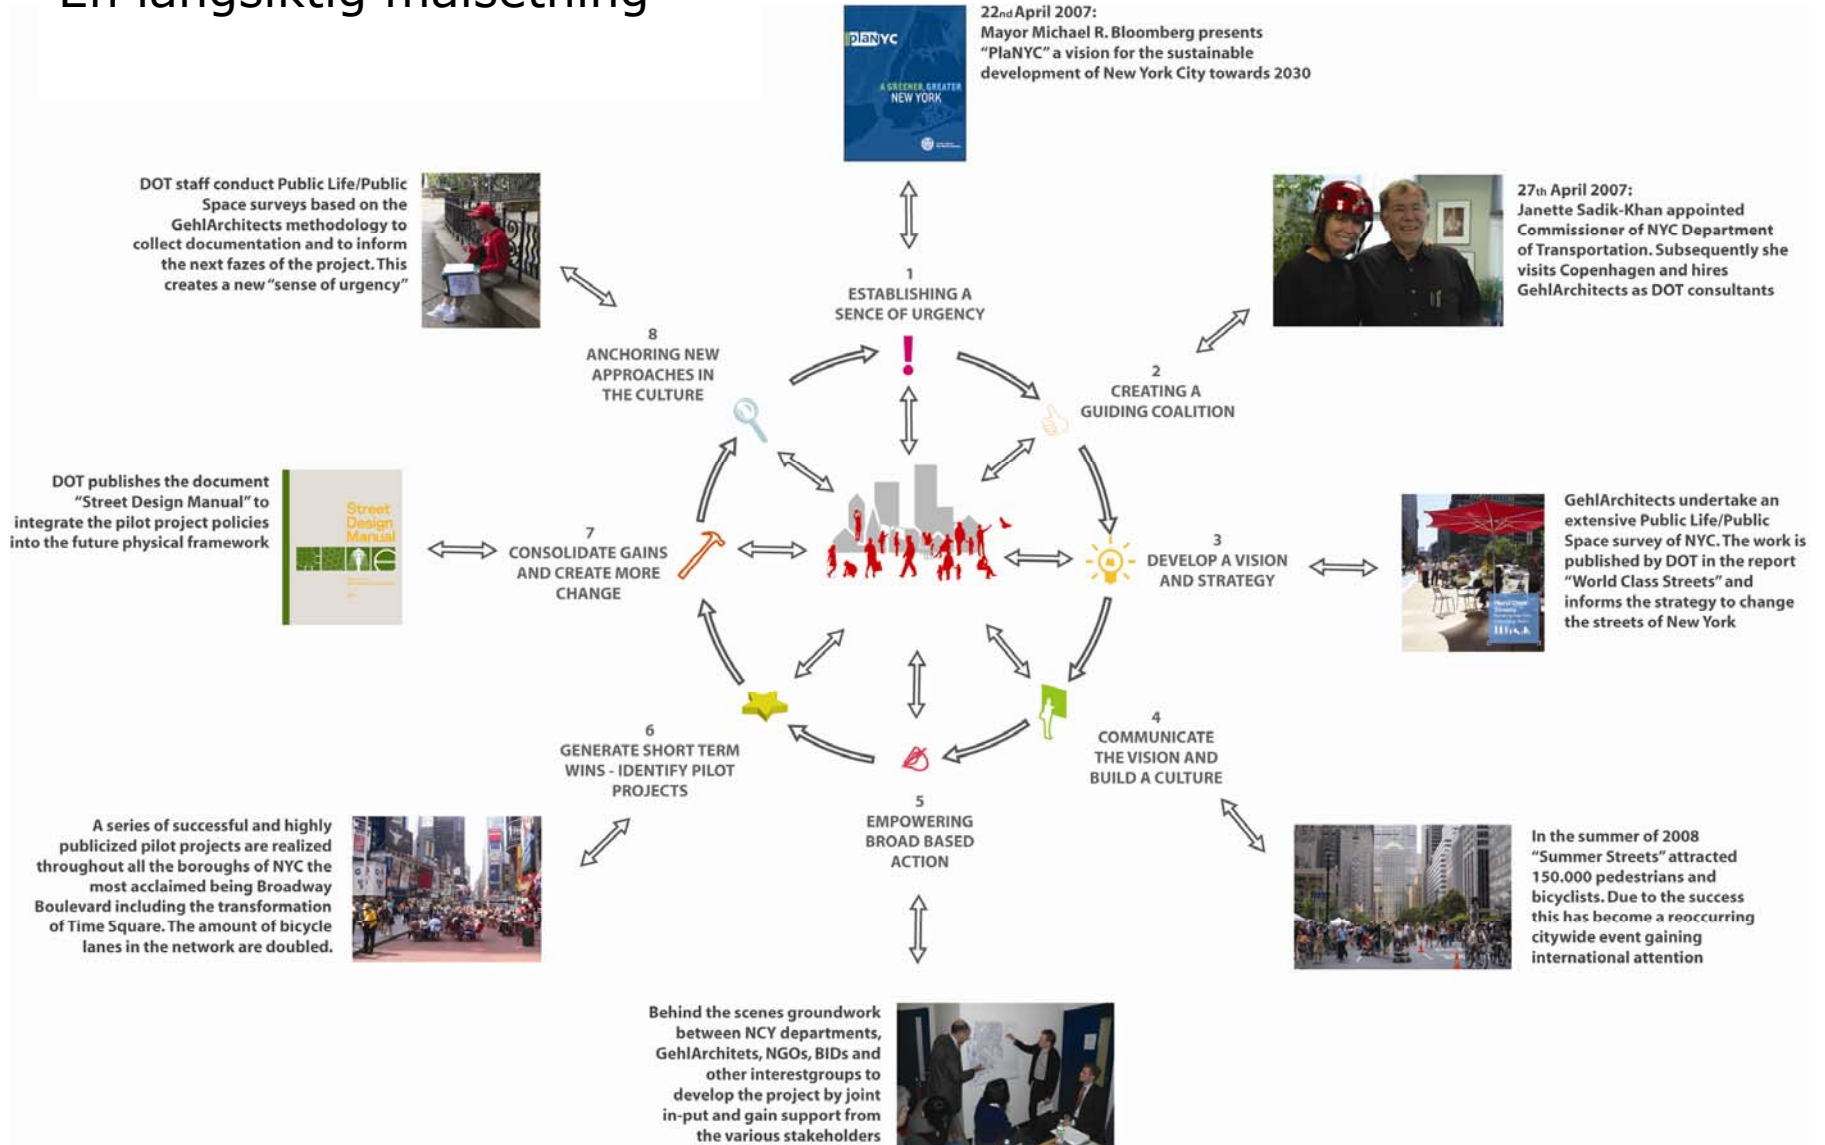 En langsiktig målsetning
22nd April 2007:
Mayor Michael R. Bloomberg presents
“PlaNYC” a vision for the sustainable
development of New York City towards 2030
plaNYC
A GREENER, GREATER
NEW YORK
27th April 2007:
Janette Sadik-Khan appointed
Commissioner of NYC Department
of Transportation. Subsequently she
visits Copenhagen and hires
GehlArchitects as DOT consultants
DOT staff conduct Public Life/Public
Space surveys based on the
GehlArchitects methodology to
collect documentation and to inform
the next fazes of the project. This
creates a new “sense of urgency”
1
ESTABLISHING A
SENCE OF URGENCY
2
CREATING A
GUIDING COALITION
8
ANCHORING NEW
APPROACHES IN
THE CULTURE
DOT publishes the document
“Street Design Manual” to
integrate the pilot project policies
into the future physical framework
Street
Design
Manual
7
CONSOLIDATE GAINS
AND CREATE MORE
CHANGE
3
DEVELOP A VISION
AND STRATEGY
GehlArchitects undertake an
extensive Public Life/Public
Space survey of NYC. The work is
published by DOT in the report
“World Class Streets” and
informs the strategy to change
the streets of New York
World Class
Streets
6
GENERATE SHORT TERM
WINS - IDENTIFY PILOT
PROJECTS
4
COMMUNICATE
THE VISION AND
BUILD A CULTURE
5
EMPOWERING
BROAD BASED
ACTION
A series of successful and highly
publicized pilot projects are realized
throughout all the boroughs of NYC the
most acclaimed being Broadway
Boulevard including the transformation
of Time Square. The amount of bicycle
lanes in the network are doubled.
In the summer of 2008
“Summer Streets” attracted
150.000 pedestrians and
bicyclists. Due to the success
this has become a reoccurring
citywide event gaining
international attention
Behind the scenes groundwork
between NCY departments,
GehlArchitets, NGOs, BIDs and
other interestgroups to
develop the project by joint
in-put and gain support from
the various stakeholders